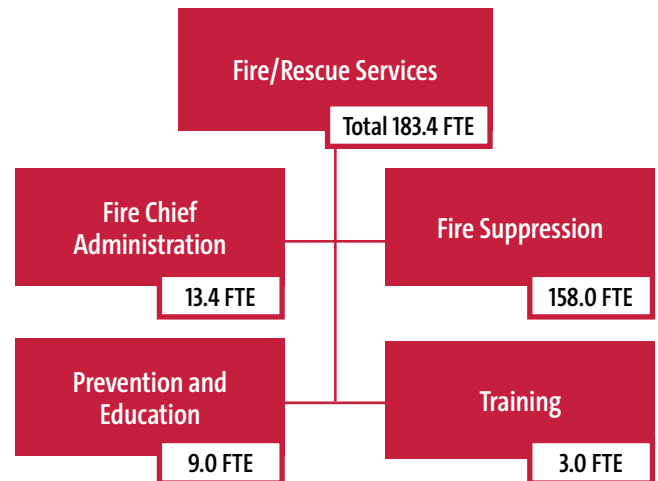 Fire/Rescue Services
Total 183.4 FTE
Fire Chief
Administration
13.4 FTE
Fire Suppression
158.0 FTE
Prevention and
Education
9.0 FTE
Training
3.0 FTE